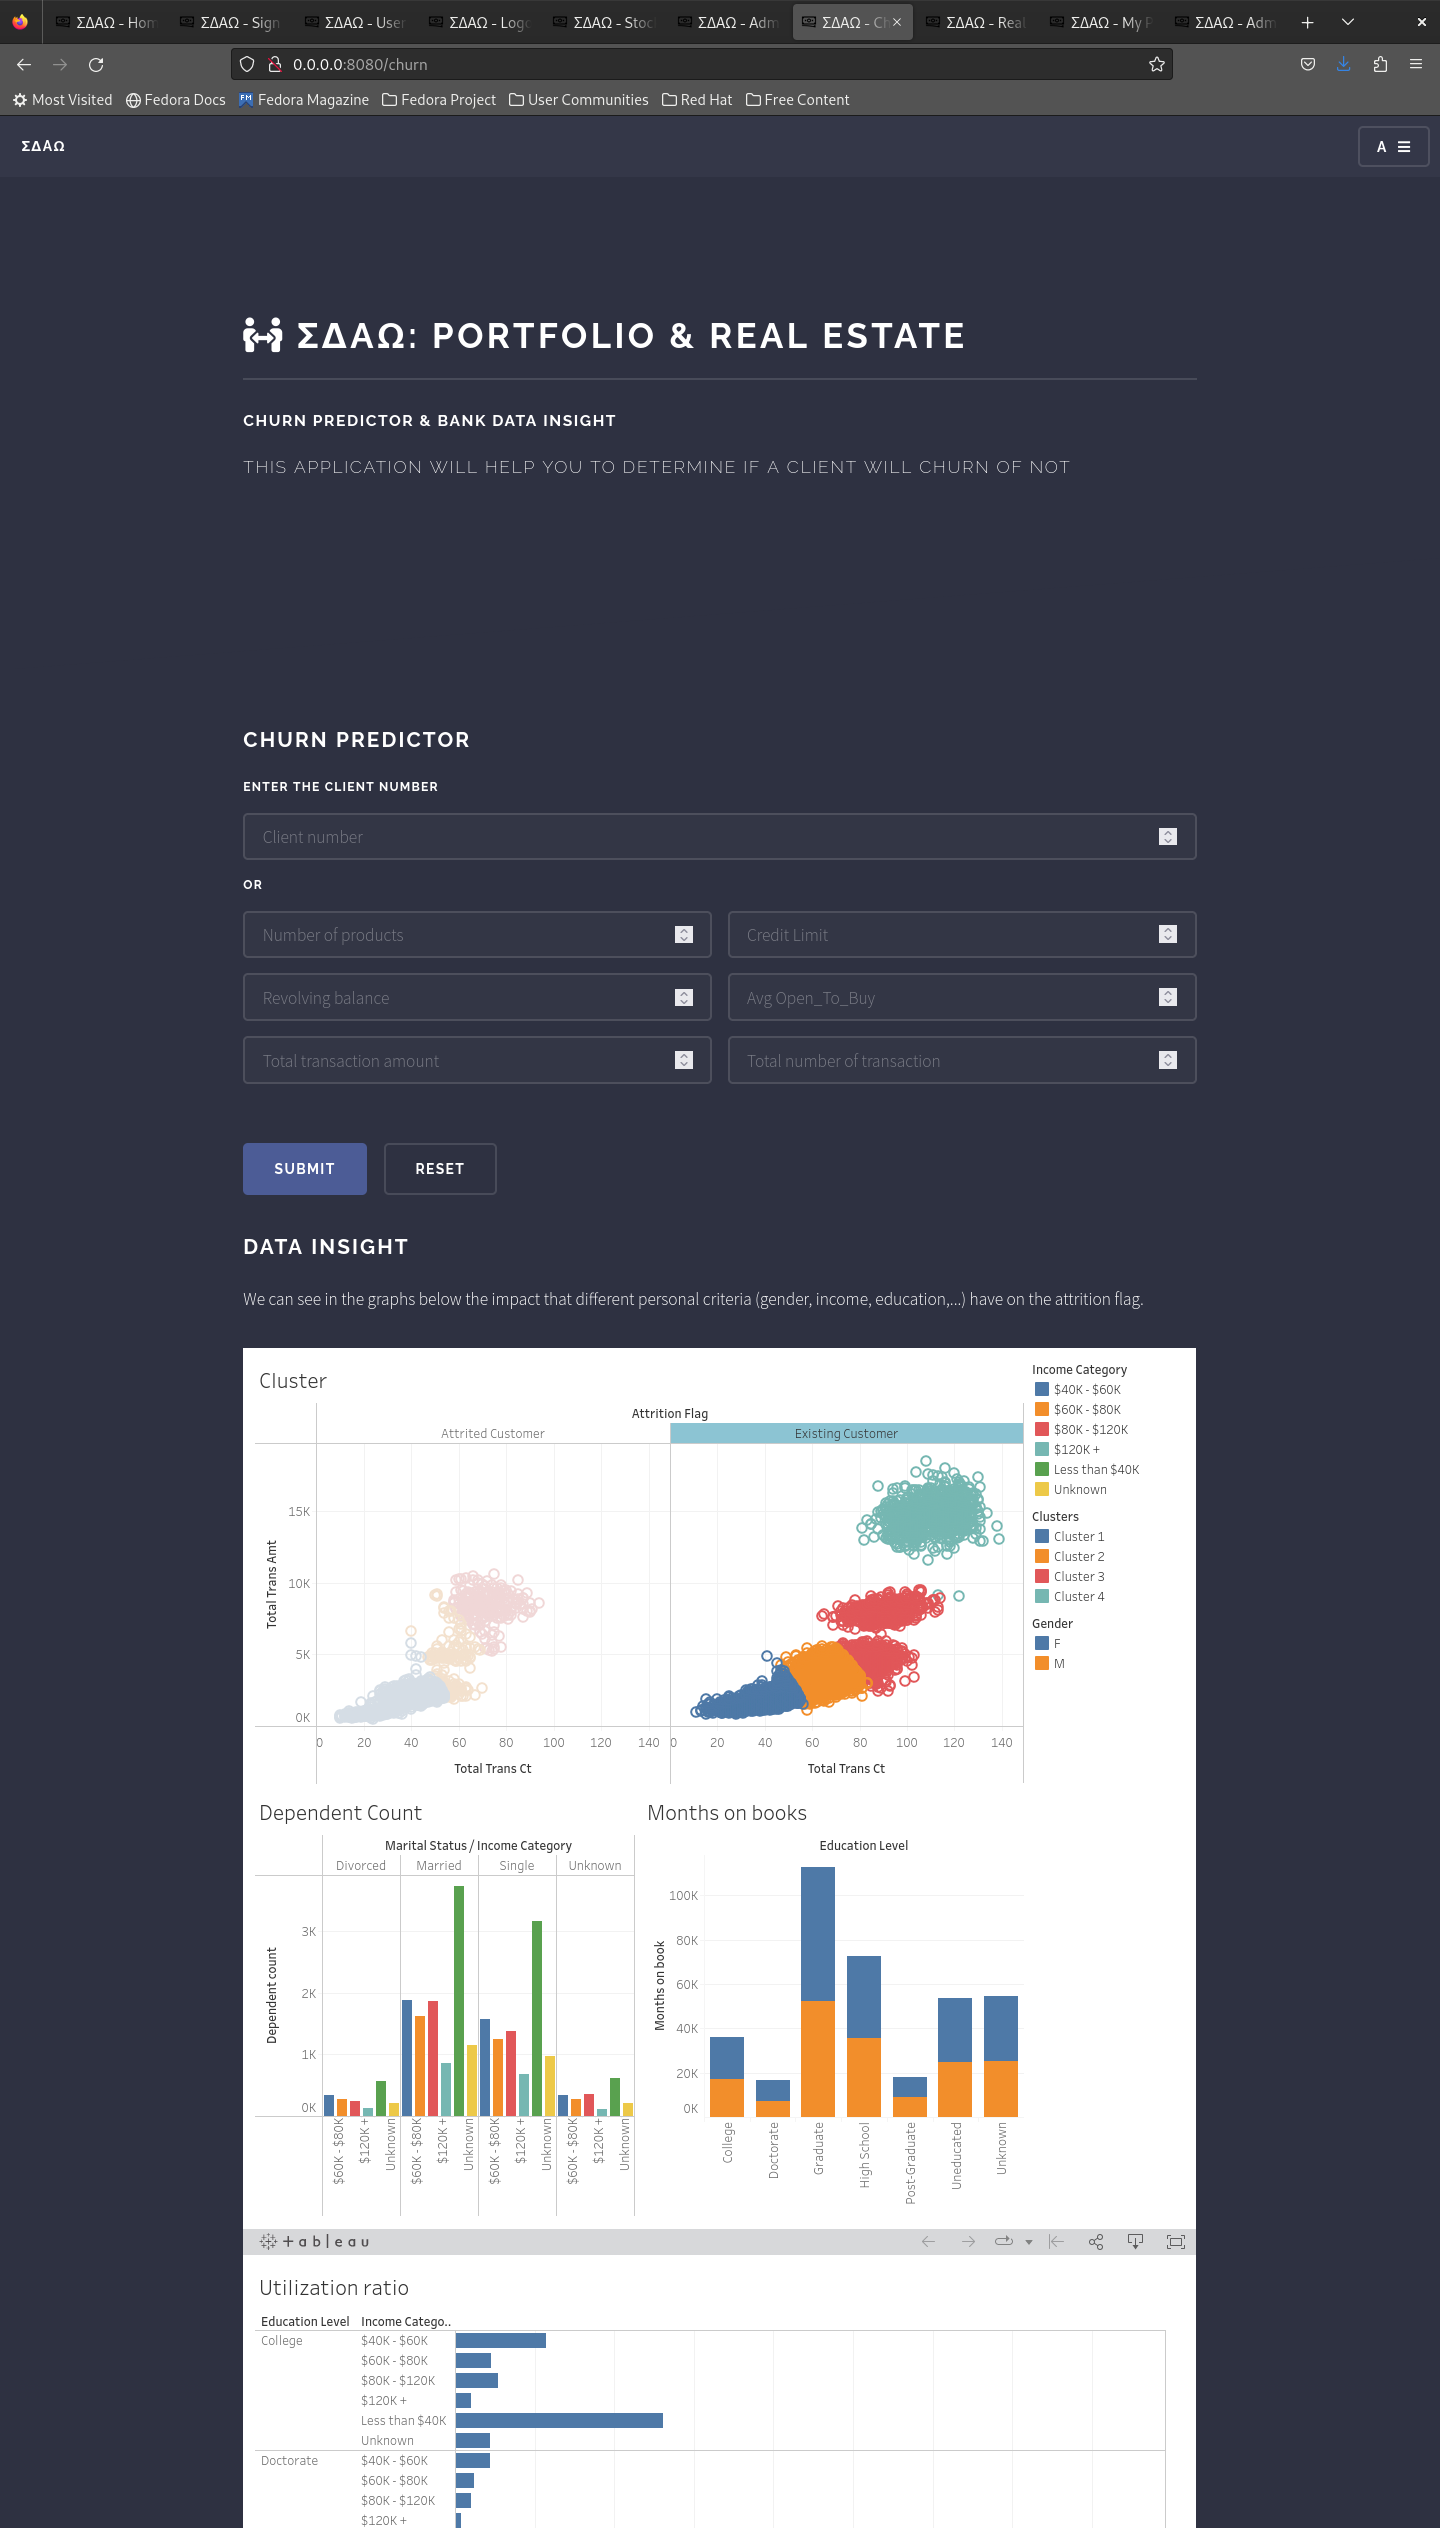 ΣΔΑΩ - Hom ΣΔΑΩ - Sign ΣΔΑΩ - User ΣΔΑΩ - Logo ΣΔΑΩ - Stoc ΣΔΑΩ - Adm ΣΔΑΩ - Ch ΣΔΑΩ - Real ΣΔΑΩ - My P ΣΔΑΩ - Adm
0.0.0.0:8080/churn
Most Visited Fedora Docs Fedora Magazine Fedora Project User Communities Red Hat Free Content
ΣΔΑΩ
A
ΣΔΑΩ: PORTFOLIO & REAL ESTATE
CHURN PREDICTOR & BANK DATA INSIGHT
THIS APPLICATION WILL HELP YOU TO DETERMINE IF A CLIENT WILL CHURN OF NOT
CHURN PREDICTOR
ENTER THE CLIENT NUMBER
Client number
OR
Number of products Credit Limit
Revolving balance Avg Open_To_Buy
Total transaction amount Total number of transaction
SUBMIT RESET
DATA INSIGHT
We can see in the graphs below the impact that different personal criteria (gender, income, education,...) have on the attrition flag.
Cluster
Attrition Flag
Attrited Customer Existing Customer
Total Trans Amt
15K
10K
5K
0K
0 20 40 60 80 100 120 140 0 20 40 60 80 100 120 140
Total Trans Ct Total Trans Ct
Income Category
$40K - $60K
$60K - $80K
$80K - $120K
$120K +
Less than $40K
Unknown
Clusters
Cluster 1
Cluster 2
Cluster 3
Cluster 4
Gender
F
M
Dependent Count
Marital Status / Income Category
Divorced Married Single Unknown
Dependent count
3K
2K
1K
0K
$60K - $80K $120K + Unknown $60K - $80K $120K + Unknown $60K - $80K $120K + Unknown $60K - $80K $120K + Unknown
Months on books
Education Level
Months on book
100K
80K
60K
40K
20K
0K
College Doctorate Graduate High School Post-Graduate Uneducated Unknown
+ a b | e a u
Utilization ratio
Education Level Income Catego..
College $40K - $60K
$60K - $80K
$80K - $120K
$120K +
Less than $40K
Unknown
Doctorate $40K - $60K
$60K - $80K
$80K - $120K
$120K +